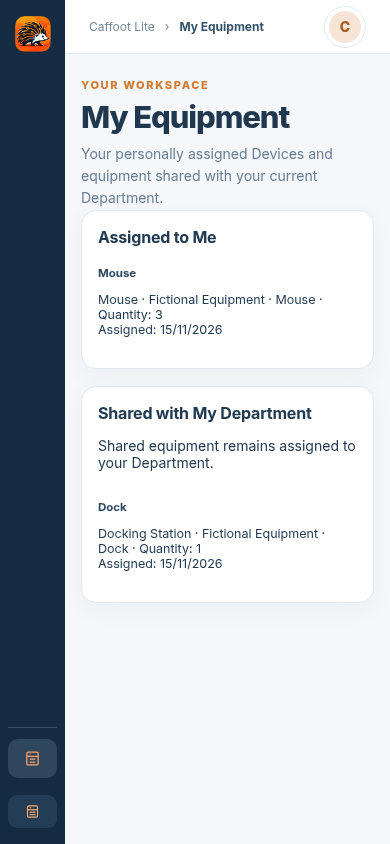 Caffoot Lite › My Equipment
C
YOUR WORKSPACE
My Equipment
Your personally assigned Devices and
equipment shared with your current
Department.
Assigned to Me
Mouse
Mouse · Fictional Equipment · Mouse ·
Quantity: 3
Assigned: 15/11/2026
Shared with My Department
Shared equipment remains assigned to
your Department.
Dock
Docking Station · Fictional Equipment ·
Dock · Quantity: 1
Assigned: 15/11/2026